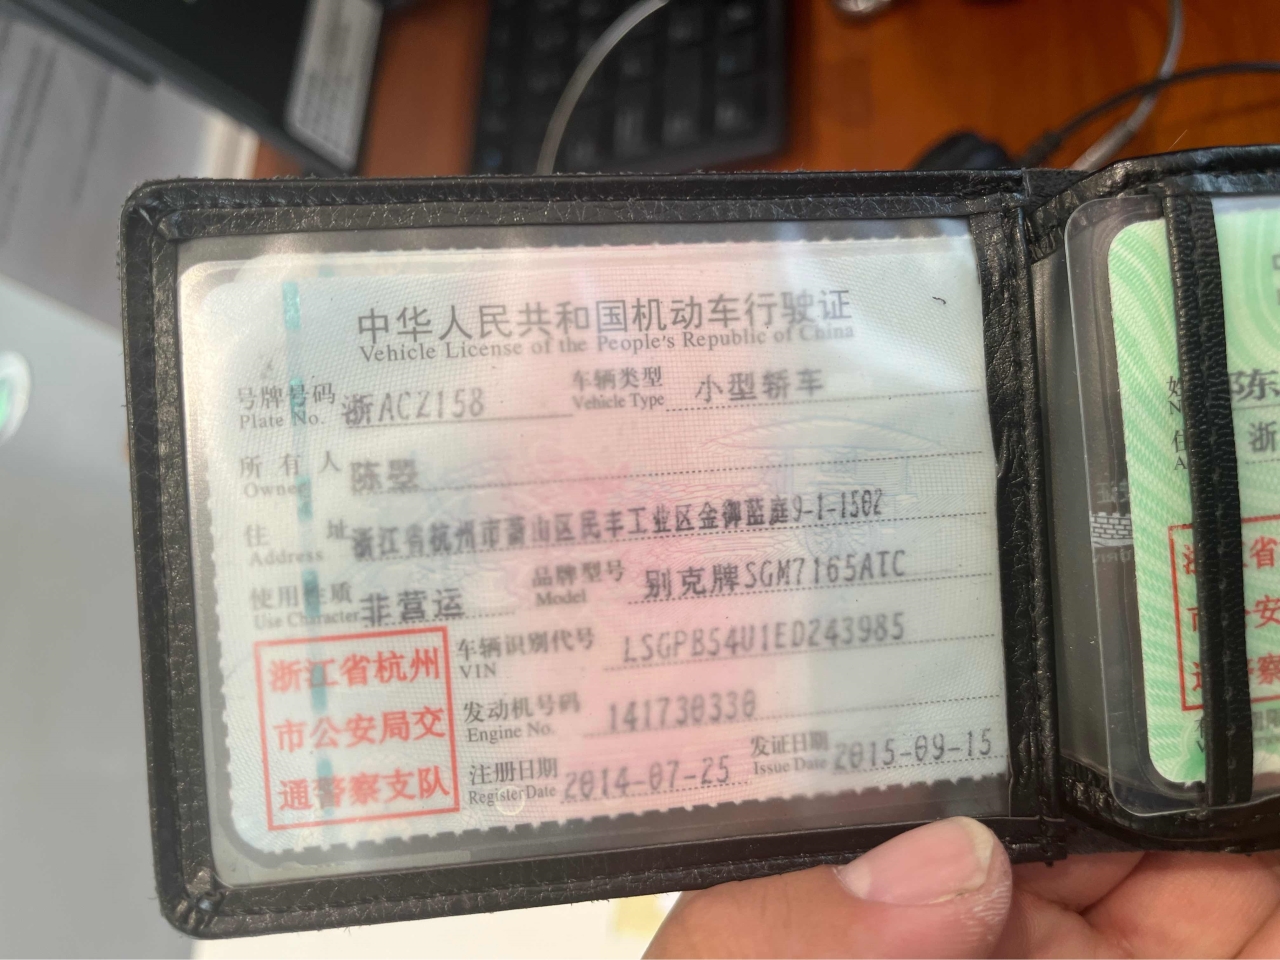 中华人民共和国机动车行驶证
Vehicle License of the People's Republic of China
号牌号码 浙ACZ158 车辆类型 小型轿车
Plate No. Vehicle Type
所有人 陈曌
Owner
住址 浙江省杭州市萧山区民丰工业区金御蓝庭9-1-1502
Address
使用性质 非营运 品牌型号 别克牌SGM7165ATC
Use Character Model
浙江省杭州
市公安局交
通警察支队
车辆识别代号 LSGPB54U1ED243985
VIN
发动机号码 141730330
Engine No.
注册日期 2014-07-25 发证日期 2015-09-15
Register Date Issue Date
陈
浙